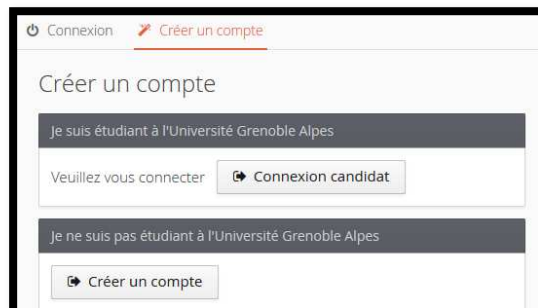 Connexion Créer un compte
Créer un compte
Je suis étudiant à l'Université Grenoble Alpes
Veuillez vous connecter Connexion candidat
Je ne suis pas étudiant à l'Université Grenoble Alpes
Créer un compte